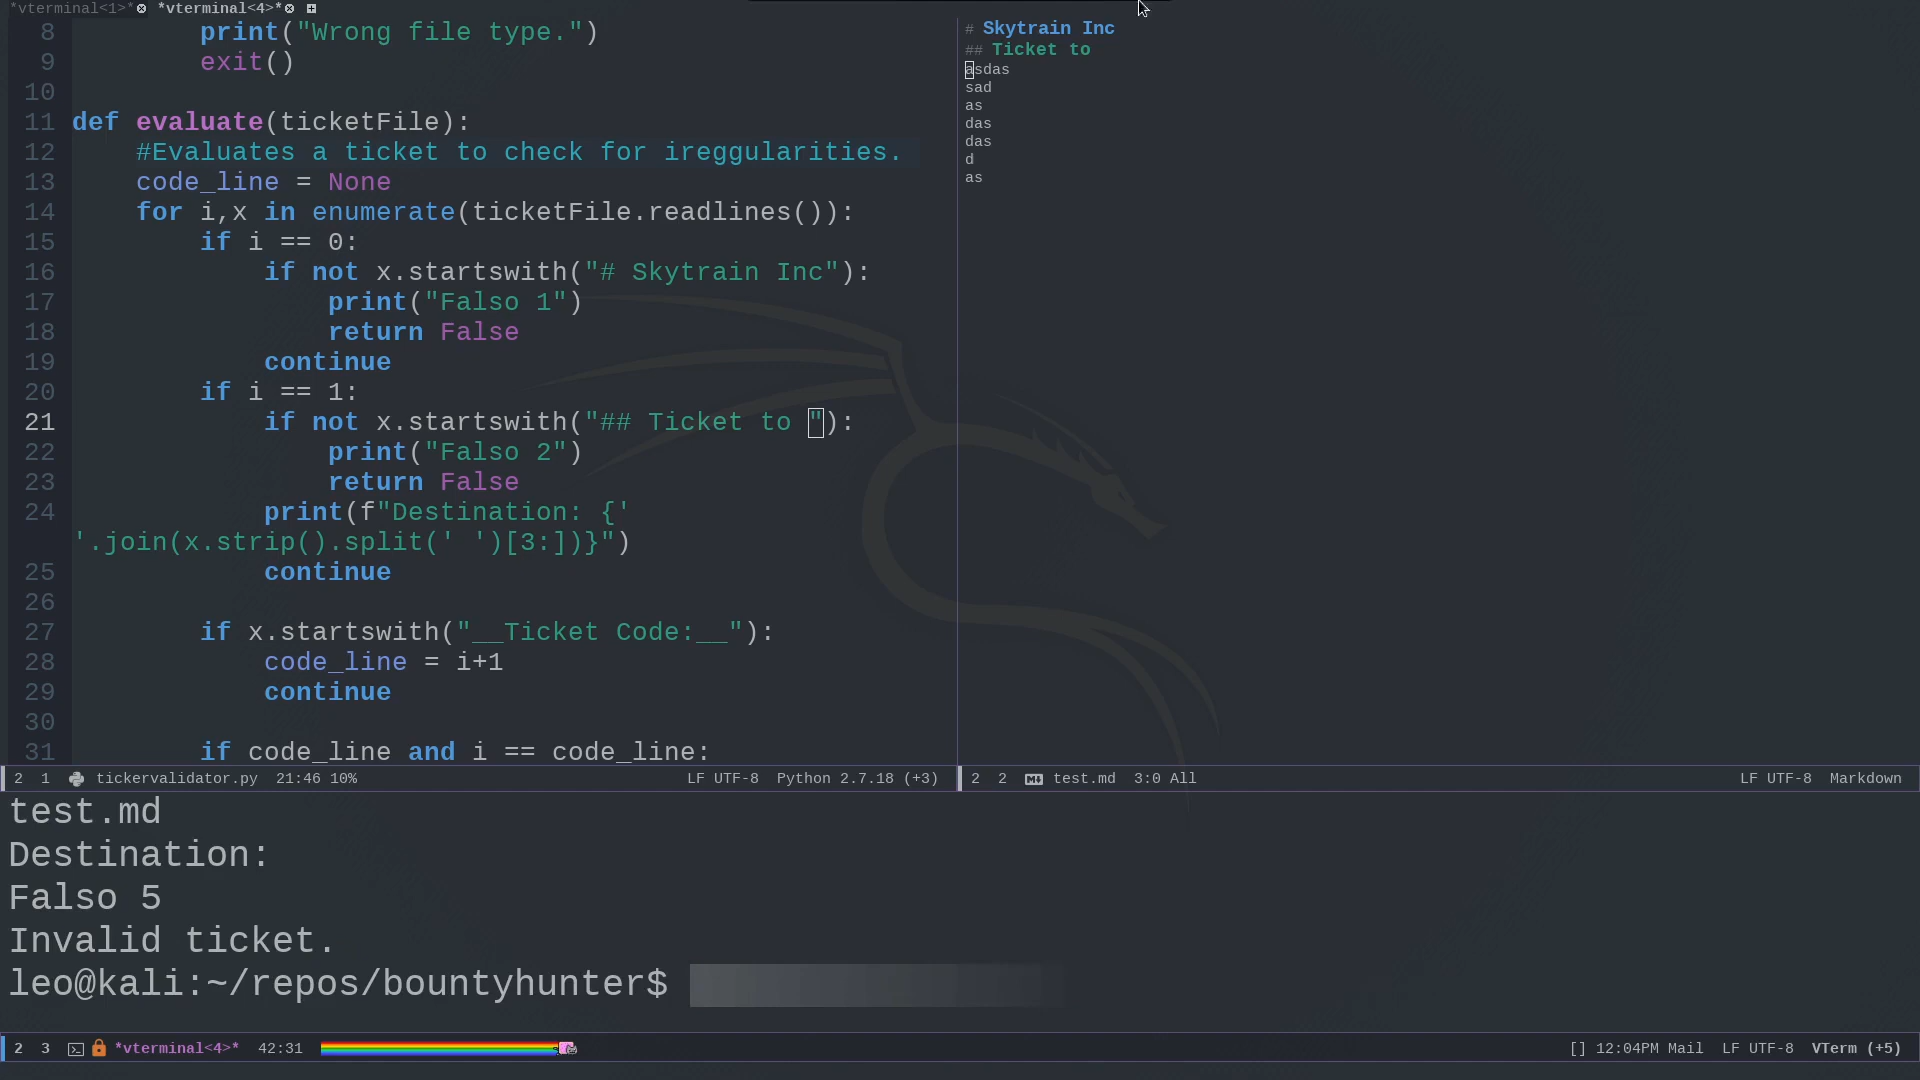 *vterminal<1>* *vterminal<4>*
8 print("Wrong file type.")
9 exit()
10
11 def evaluate(ticketFile):
12 #Evaluates a ticket to check for ireggularities.
13 code_line = None
14 for i,x in enumerate(ticketFile.readlines()):
15 if i == 0:
16 if not x.startswith("# Skytrain Inc"):
17 print("Falso 1")
18 return False
19 continue
20 if i == 1:
21 if not x.startswith("## Ticket to "):
22 print("Falso 2")
23 return False
24 print(f"Destination: {'
'.join(x.strip().split(' ')[3:])}")
25 continue
26
27 if x.startswith("__Ticket Code:__"):
28 code_line = i+1
29 continue
30
31 if code_line and i == code_line:
2 1 tickervalidator.py 21:46 10% LF UTF-8 Python 2.7.18 (+3)
# Skytrain Inc
## Ticket to
asdas
sad
as
das
das
d
as
2 2 test.md 3:0 All LF UTF-8 Markdown
test.md
Destination:
Falso 5
Invalid ticket.
leo@kali:~/repos/bountyhunter$
2 3 *vterminal<4>* 42:31 [] 12:04PM Mail LF UTF-8 VTerm (+5)